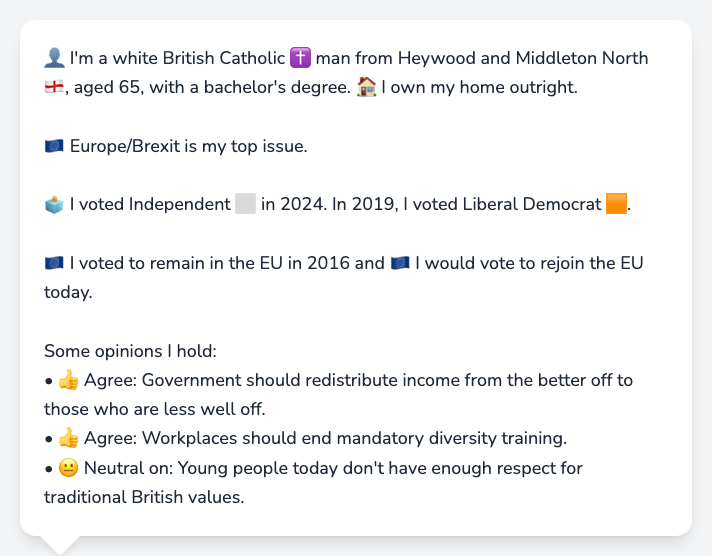 👤 I'm a white British Catholic ✝️ man from Heywood and Middleton North
🏴󠁧󠁢󠁥󠁮󠁧󠁿, aged 65, with a bachelor's degree. 🏠 I own my home outright.
🇪🇺 Europe/Brexit is my top issue.
🗳️ I voted Independent ⬜ in 2024. In 2019, I voted Liberal Democrat 🟧.
🇪🇺 I voted to remain in the EU in 2016 and 🇪🇺 I would vote to rejoin the EU
today.
Some opinions I hold:
• 👍 Agree: Government should redistribute income from the better off to
those who are less well off.
• 👍 Agree: Workplaces should end mandatory diversity training.
• 😐 Neutral on: Young people today don't have enough respect for
traditional British values.